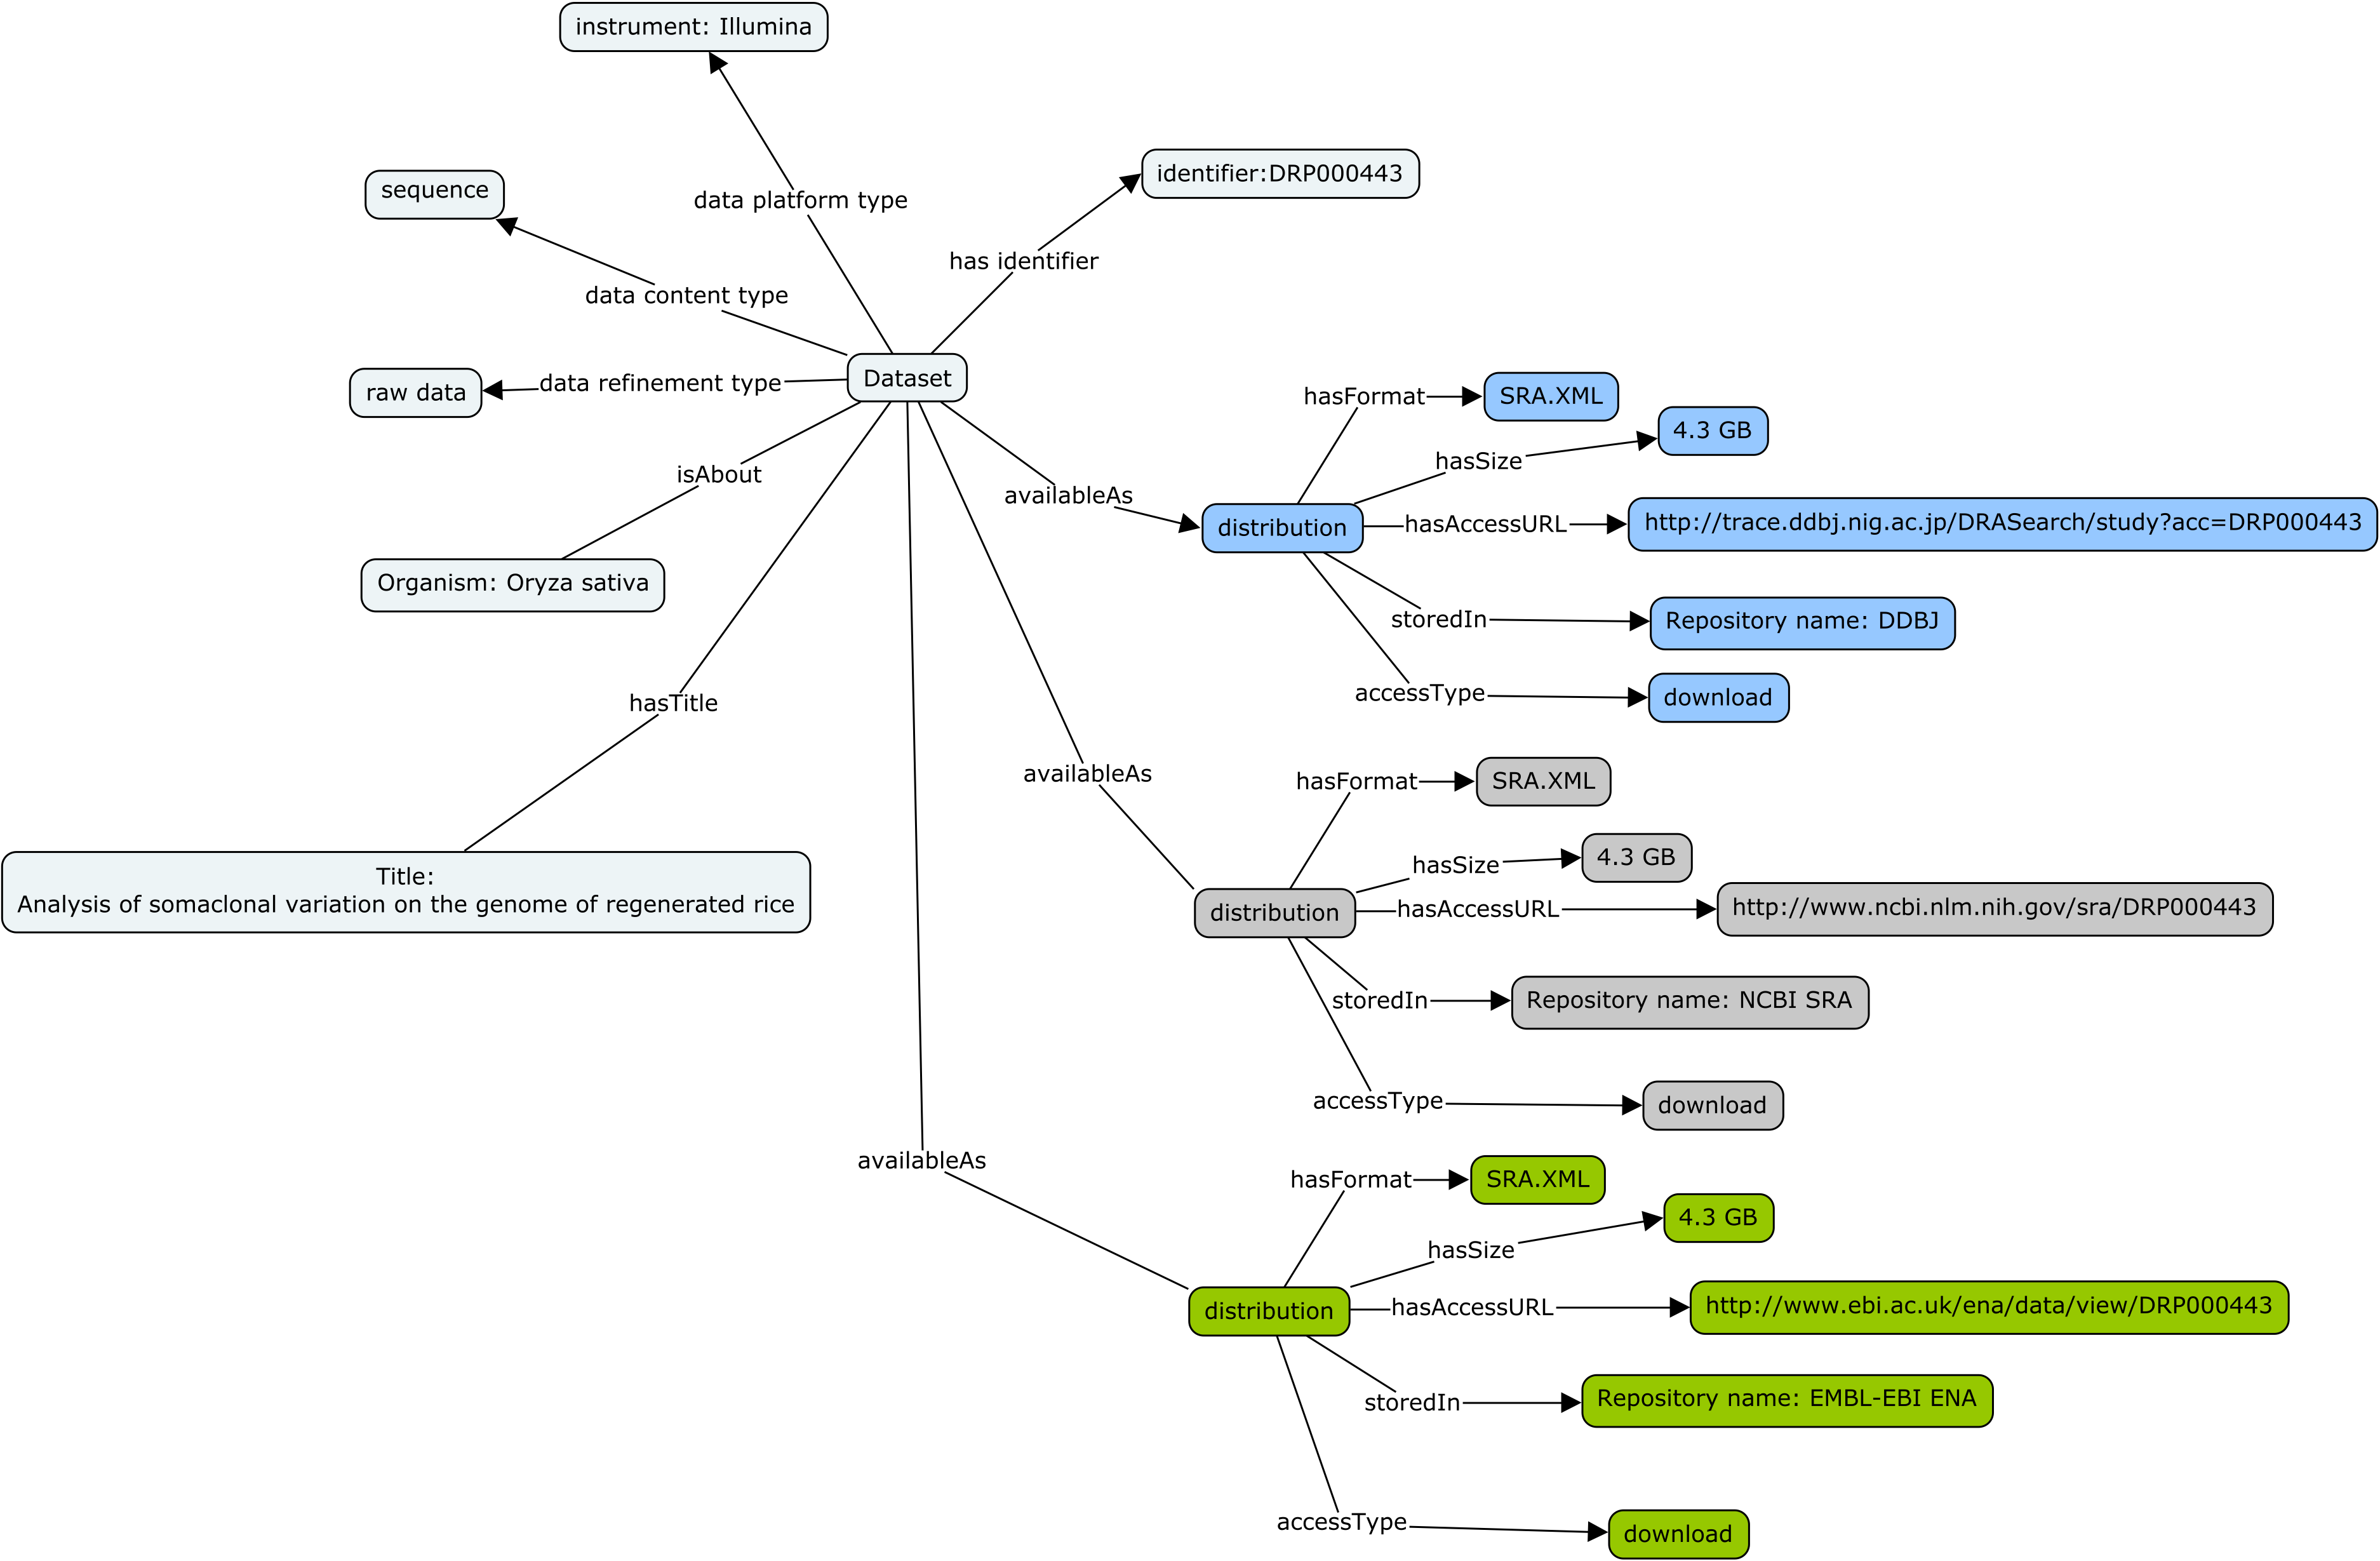 instrument: Illumina
data platform type
identifier:DRP000443
has identifier
sequence
data content type
raw data
data refinement type
Dataset
isAbout
Organism: Oryza sativa
hasTitle
Title:
Analysis of somaclonal variation on the genome of regenerated rice
availableAs
distribution
hasFormat
SRA.XML
hasSize
4.3 GB
hasAccessURL
http://trace.ddbj.nig.ac.jp/DRASearch/study?acc=DRP000443
storedIn
Repository name: DDBJ
accessType
download
availableAs
distribution
hasFormat
SRA.XML
hasSize
4.3 GB
hasAccessURL
http://www.ncbi.nlm.nih.gov/sra/DRP000443
storedIn
Repository name: NCBI SRA
accessType
download
availableAs
distribution
hasFormat
SRA.XML
hasSize
4.3 GB
hasAccessURL
http://www.ebi.ac.uk/ena/data/view/DRP000443
storedIn
Repository name: EMBL-EBI ENA
accessType
download